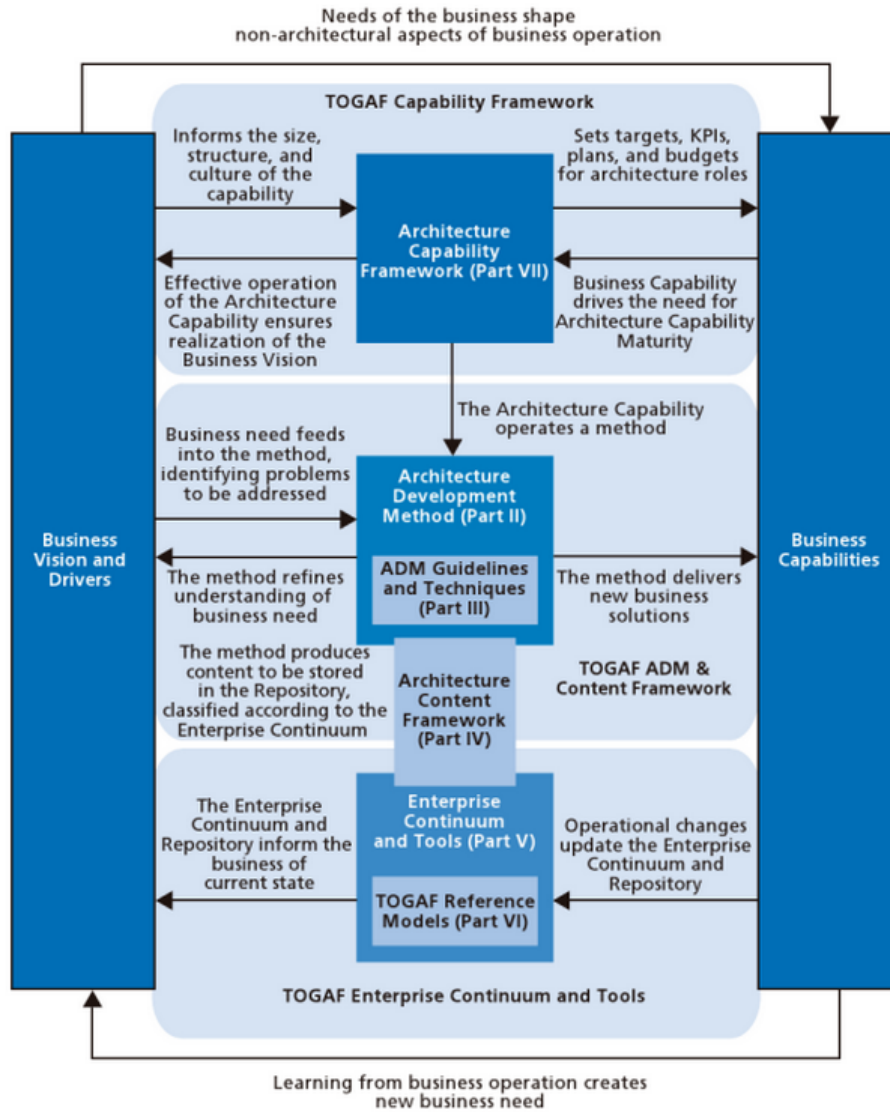 Needs of the business shape
non-architectural aspects of business operation
TOGAF Capability Framework
Informs the size,
structure, and
culture of the
capability
Sets targets, KPIs,
plans, and budgets
for architecture roles
Architecture
Capability
Framework (Part VII)
Effective operation
of the Architecture
Capability ensures
realization of the
Business Vision
Business Capability
drives the need for
Architecture Capability
Maturity
The Architecture Capability
operates a method
Business need feeds
into the method,
identifying problems
to be addressed
Architecture
Development
Method (Part II)
Business
Vision and
Drivers
Business
Capabilities
ADM Guidelines
and Techniques
(Part III)
The method refines
understanding of
business need
The method delivers
new business
solutions
The method produces
content to be stored
in the Repository,
classified according to the
Enterprise Continuum
Architecture
Content
Framework
(Part IV)
TOGAF ADM &
Content Framework
Enterprise
Continuum
and Tools (Part V)
The Enterprise
Continuum and
Repository inform the
business of
current state
Operational changes
update the Enterprise
Continuum and
Repository
TOGAF Reference
Models (Part VI)
TOGAF Enterprise Continuum and Tools
Learning from business operation creates
new business need